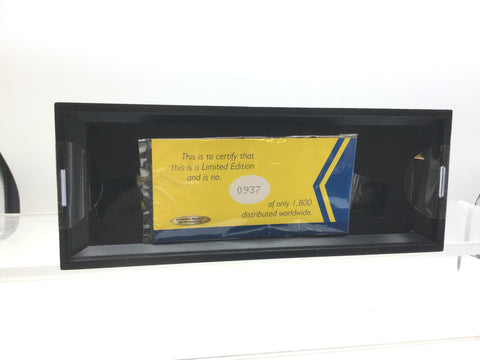 This is to certify that
this is a Limited Edition
and is no.
0937
of only 1,800
distributed worldwide.